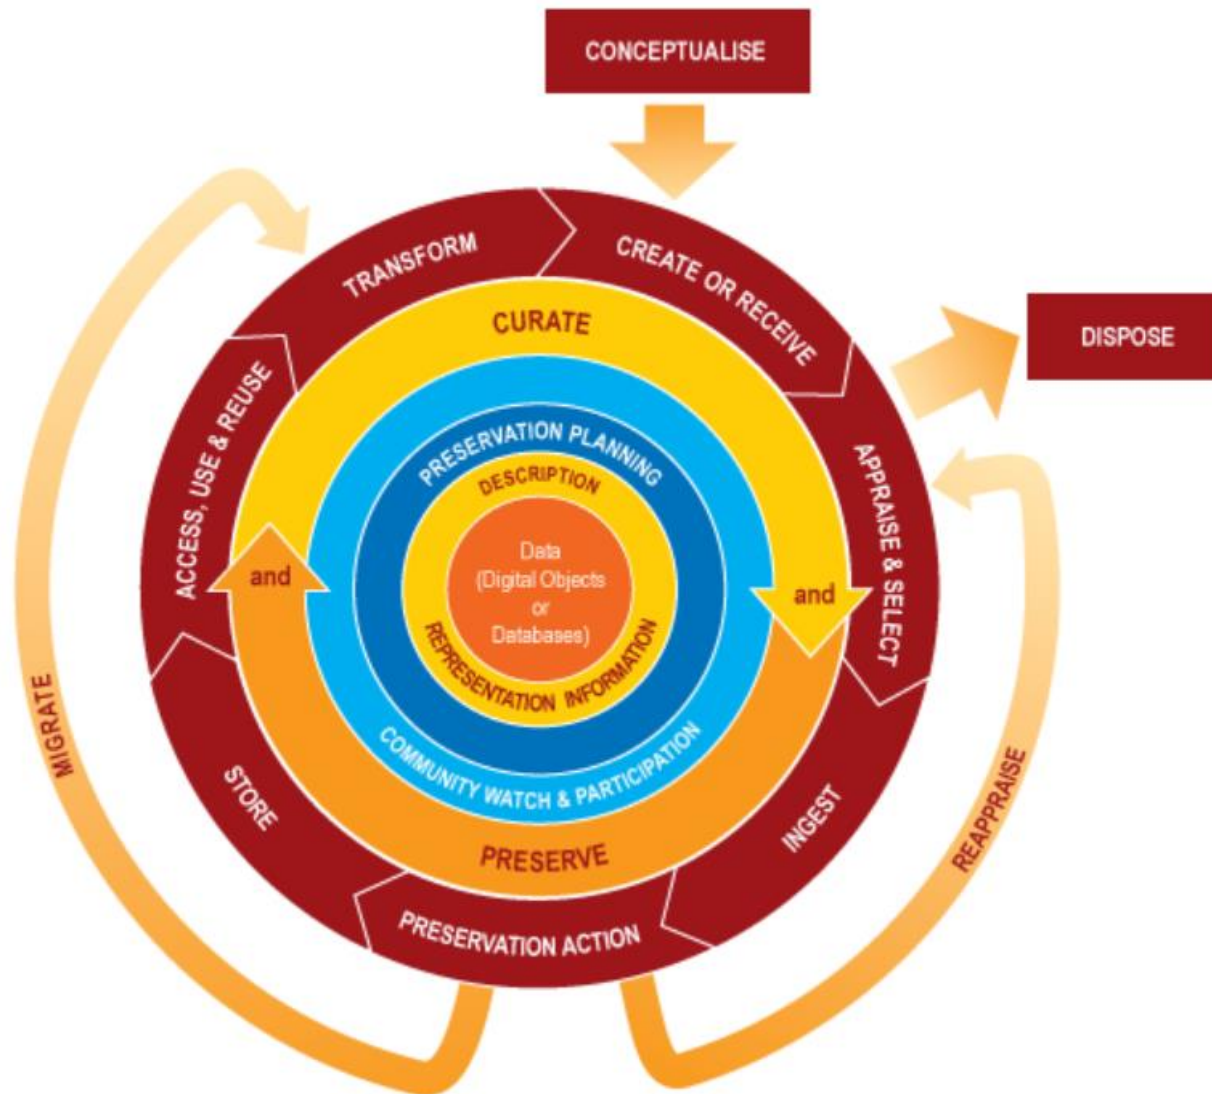 CONCEPTUALISE
TRANSFORM
CREATE OR RECEIVE
CURATE
DISPOSE
ACCESS, USE & REUSE
PRESERVATION PLANNING
APPRAISE & SELECT
DESCRIPTION
Data
(Digital Objects
or
Databases)
and
and
REPRESENTATION INFORMATION
COMMUNITY WATCH & PARTICIPATION
MIGRATE
STORE
INGEST
REAPPRAISE
PRESERVE
PRESERVATION ACTION